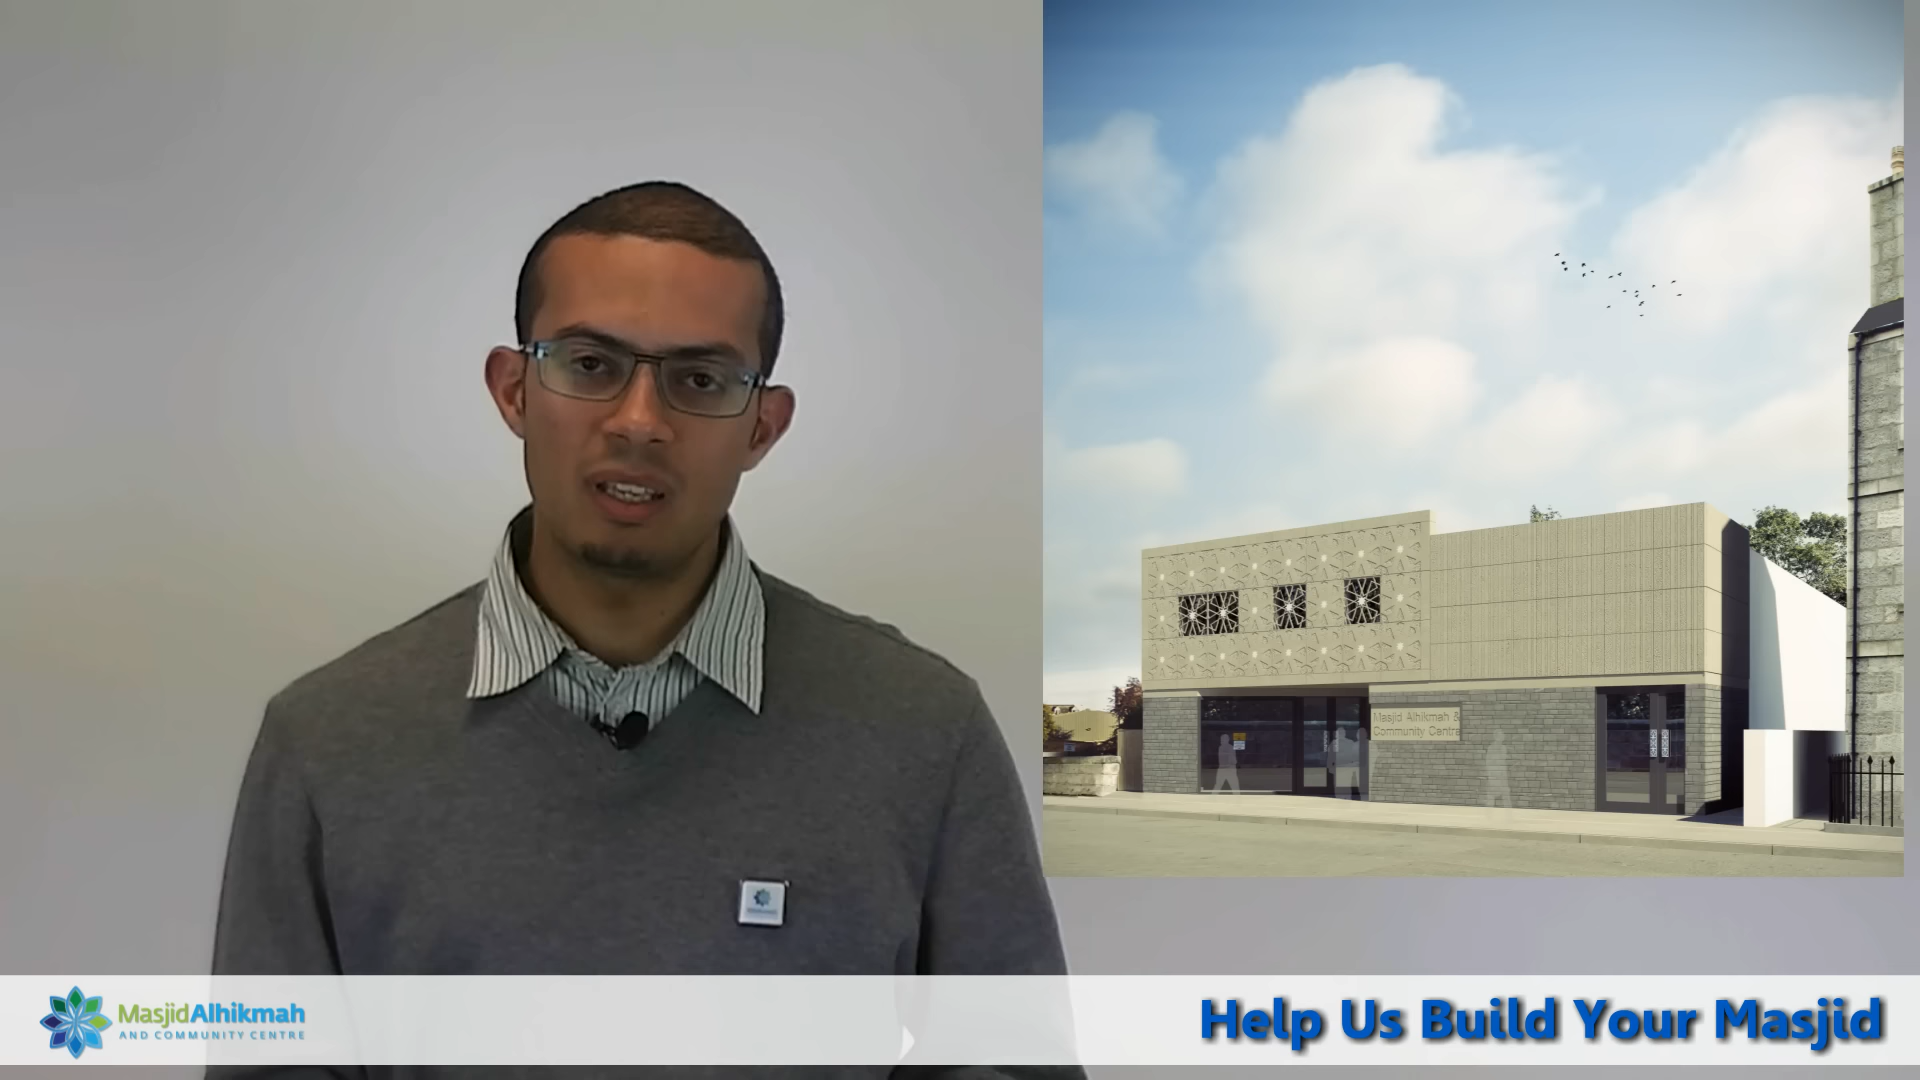 Masjid Alhikmah &
Community Centre
MasjidAlhikmah
AND COMMUNITY CENTRE
Help Us Build Your Masjid